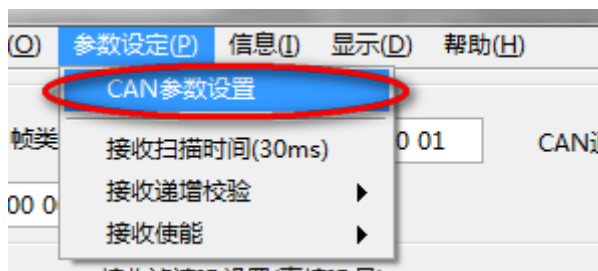 (O) 参数设定(P) 信息(I) 显示(D) 帮助(H)
CAN参数设置
帧类 0 01 CAN
接收扫描时间(30ms)
接收递增校验
00 0
接收使能